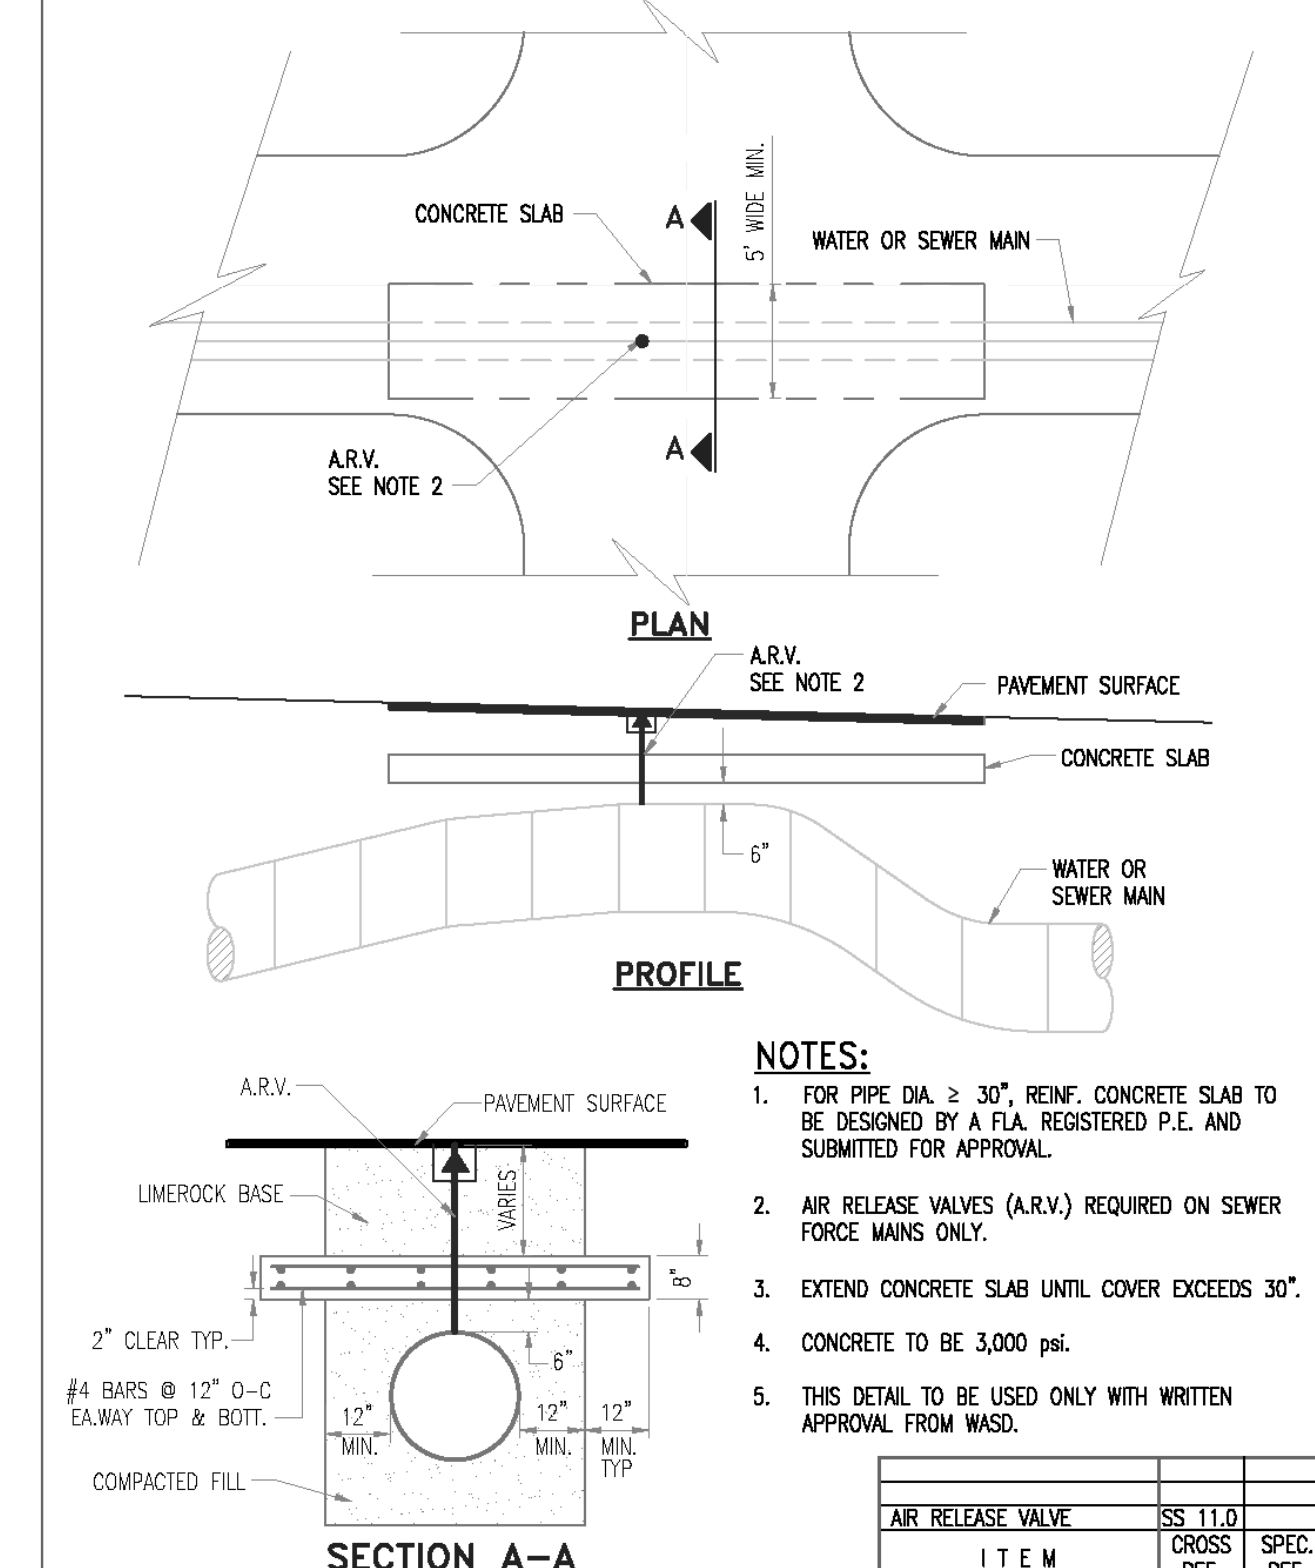 CONCRETE SLAB
A
5' WIDE MIN.
WATER OR SEWER MAIN
A
A.R.V.
SEE NOTE 2
PLAN
A.R.V.
SEE NOTE 2
PAVEMENT SURFACE
CONCRETE SLAB
6"
WATER OR
SEWER MAIN
PROFILE
A.R.V.
PAVEMENT SURFACE
LIMEROCK BASE
VARIES
8"
2" CLEAR TYP.
#4 BARS @ 12" O-C
EA.WAY TOP & BOTT.
6"
12"
MIN.
12"
MIN.
12"
MIN.
TYP
COMPACTED FILL
SECTION A-A
NOTES:
1. FOR PIPE DIA. ≥ 30", REINF. CONCRETE SLAB TO
BE DESIGNED BY A FLA. REGISTERED P.E. AND
SUBMITTED FOR APPROVAL.
2. AIR RELEASE VALVES (A.R.V.) REQUIRED ON SEWER
FORCE MAINS ONLY.
3. EXTEND CONCRETE SLAB UNTIL COVER EXCEEDS 30".
4. CONCRETE TO BE 3,000 psi.
5. THIS DETAIL TO BE USED ONLY WITH WRITTEN
APPROVAL FROM WASD.
AIR RELEASE VALVE SS 11.0
ITEM CROSS SPEC.